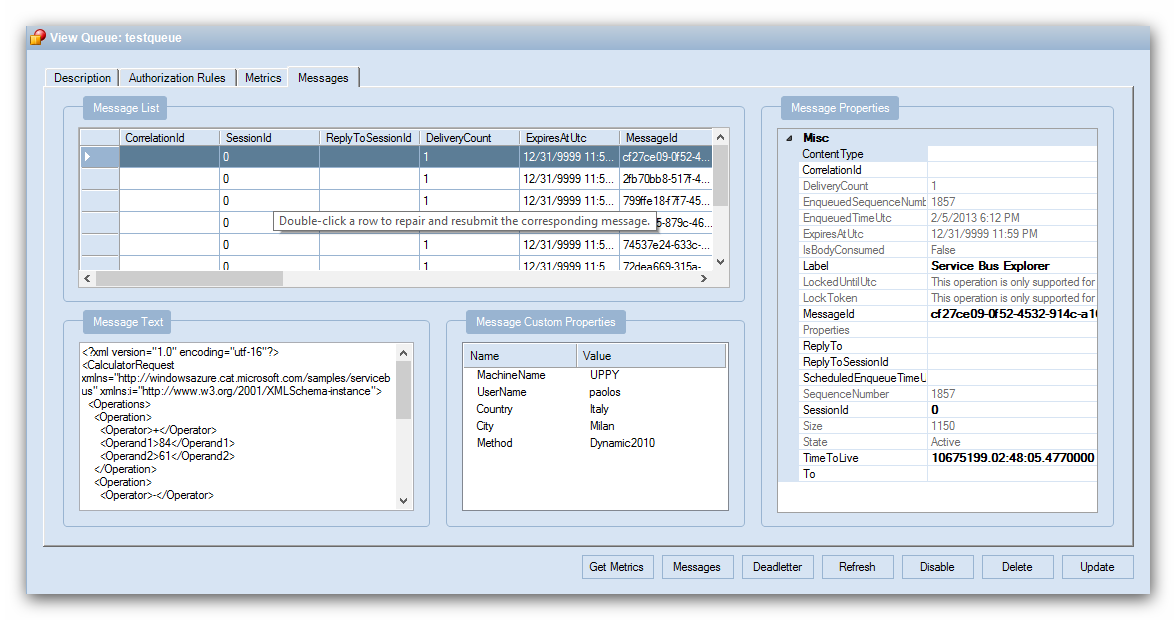 View Queue: testqueue
Description Authorization Rules Metrics Messages
Message List
CorrelationId SessionId ReplyToSessionId DeliveryCount ExpiresAtUtc MessageId
0 1 12/31/9999 11:5... cf27ce09-0f52-4...
0 1 12/31/9999 11:5... 2fb70bb8-517f-4...
0 1 12/31/9999 11:5... 799ffe18-f7f7-45...
0 5-879c-46...
Double-click a row to repair and resubmit the corresponding message.
0 1 12/31/9999 11:5... 74537e24-633c-...
0 1 12/31/9999 11:5... 72dea669-315a-...
Message Text
<?xml version="1.0" encoding="utf-16"?>
<CalculatorRequest
xmlns="http://windowsazure.cat.microsoft.com/samples/serviceb
us" xmlns:i="http://www.w3.org/2001/XMLSchema-instance">
<Operations>
<Operation>
<Operator>+</Operator>
<Operand1>84</Operand1>
<Operand2>61</Operand2>
</Operation>
<Operation>
<Operator>-</Operator>
Message Custom Properties
Name Value
MachineName UPPY
UserName paolos
Country Italy
City Milan
Method Dynamic2010
Message Properties
Misc
ContentType
CorrelationId
DeliveryCount 1
EnqueuedSequenceNumb 1857
EnqueuedTimeUtc 2/5/2013 6:12 PM
ExpiresAtUtc 12/31/9999 11:59 PM
IsBodyConsumed False
Label Service Bus Explorer
LockedUntilUtc This operation is only supported for
LockToken This operation is only supported for
MessageId cf27ce09-0f52-4532-914c-a10
Properties
ReplyTo
ReplyToSessionId
ScheduledEnqueueTimeU
SequenceNumber 1857
SessionId 0
Size 1150
State Active
TimeToLive 10675199.02:48:05.4770000
To
Get Metrics Messages Deadletter Refresh Disable Delete Update